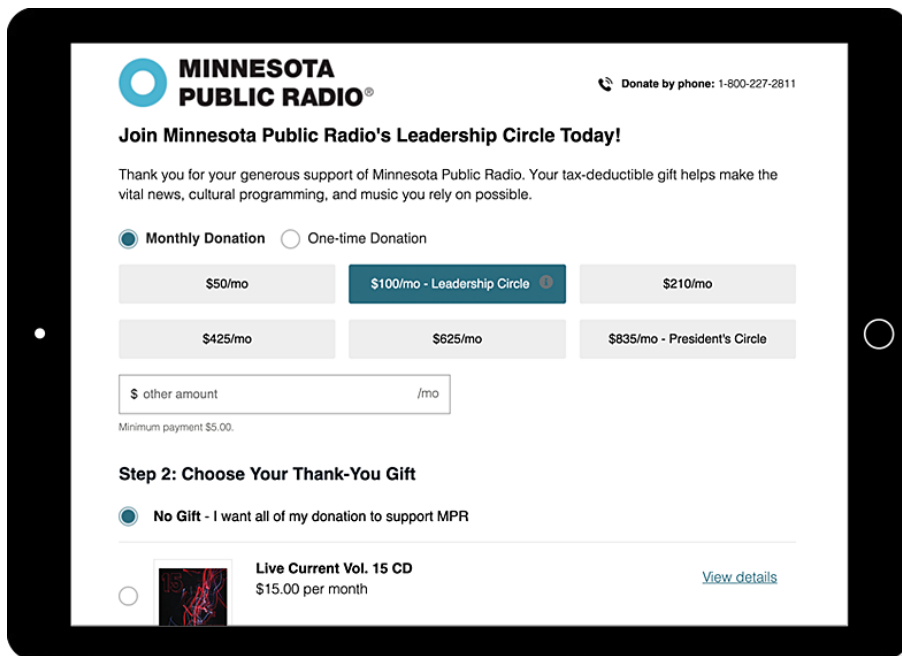 MINNESOTA
PUBLIC RADIO®
Donate by phone: 1-800-227-2811
Join Minnesota Public Radio's Leadership Circle Today!
Thank you for your generous support of Minnesota Public Radio. Your tax-deductible gift helps make the
vital news, cultural programming, and music you rely on possible.
Monthly Donation One-time Donation
$50/mo $100/mo - Leadership Circle $210/mo
$425/mo $625/mo $835/mo - President's Circle
$ other amount /mo
Minimum payment $5.00.
Step 2: Choose Your Thank-You Gift
No Gift - I want all of my donation to support MPR
Live Current Vol. 15 CD
$15.00 per month
View details
15